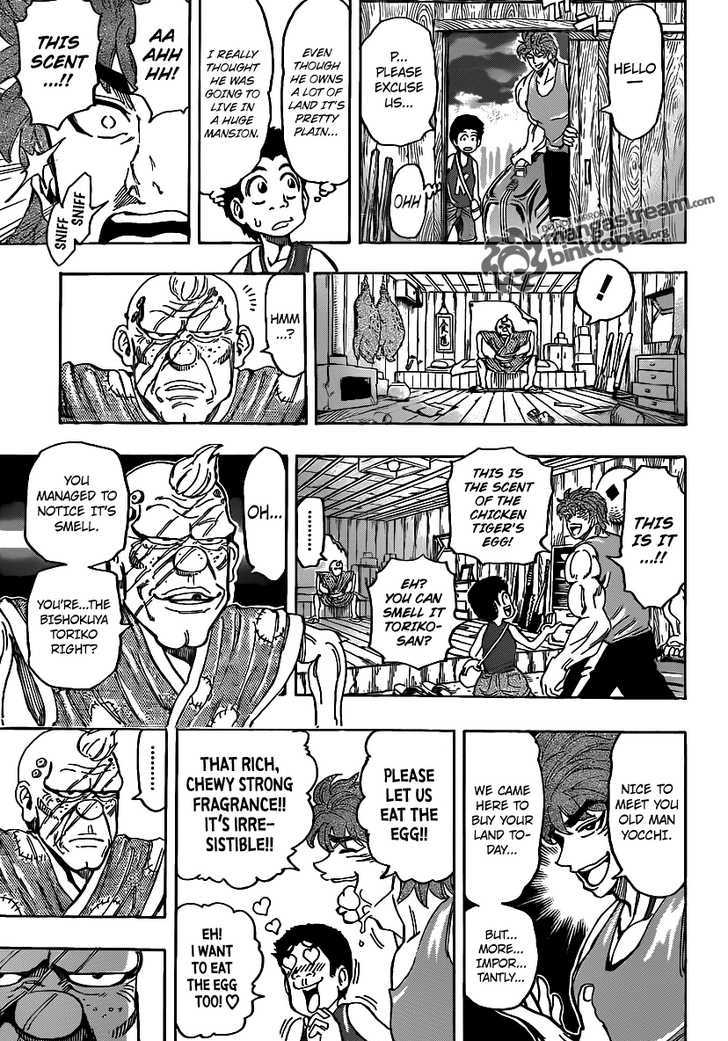 HELLO
—
P...
PLEASE
EXCUSE
US...
OHH
EVEN
THOUGH
HE OWNS
A LOT OF
LAND IT'S
PRETTY
PLAIN...
I REALLY
THOUGHT
HE WAS
GOING TO
LIVE IN
A HUGE
MANSION.
AA
AHH
HH!
THIS
SCENT
...!!
SNIFF
SNIFF
mangastream.com
binktopia.org
!
HMM
...?
THIS
IS IT
...!!
THIS IS
THE SCENT
OF THE
CHICKEN
TIGER'S
EGG!
EH?
YOU CAN
SMELL IT
TORIKO-
SAN?
.........
OH...
YOU
MANAGED TO
NOTICE IT'S
SMELL.
YOU'RE...THE
BISHOKUYA
TORIKO
RIGHT?
NICE TO
MEET YOU
OLD MAN
YOCCHI.
WE CAME
HERE TO
BUY YOUR
LAND TO-
DAY...
BUT...
MORE...
IMPOR-
TANTLY...
PLEASE
LET US
EAT THE
EGG!!
THAT RICH,
CHEWY STRONG
FRAGRANCE!!
IT'S IRRE-
SISTIBLE!!
EH!
I WANT
TO EAT
THE EGG
TOO! ♡
.........